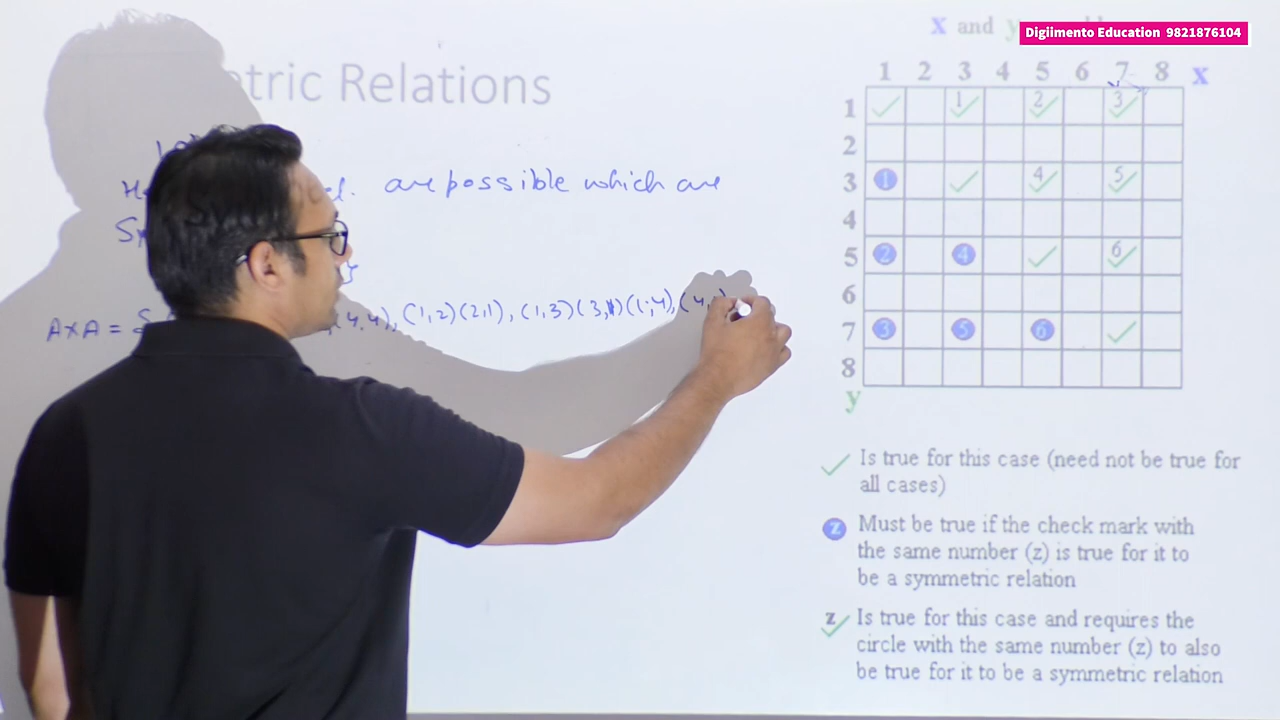 x and y
Digiimento Education 9821876104
tric Relations
are possible which are
A×A = {
(4,4), (1,2)(2,1), (1,3)(3,1)(1,4),(4,
1 2 3 4 5 6 7 8 x
1 1 2 3
2
3 1 4 5
4
5 2 4 6
6
7 3 5 6
8
y
Is true for this case (need not be true for
all cases)
z Must be true if the check mark with
the same number (z) is true for it to
be a symmetric relation
z Is true for this case and requires the
circle with the same number (z) to also
be true for it to be a symmetric relation